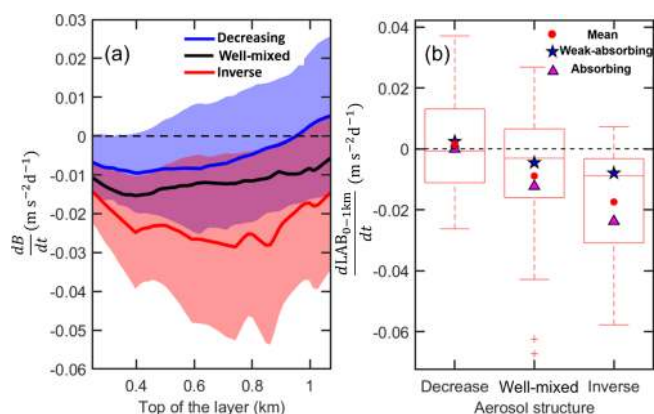 (a)
Decreasing
Well-mixed
Inverse
0.03
0.02
0.01
0
-0.01
-0.02
-0.03
-0.04
-0.05
-0.06
dB
dt
(m s⁻² d⁻¹)
0.4
0.6
0.8
1
Top of the layer (km)
(b)
Mean
Weak-absorbing
Absorbing
0.04
0.02
0
-0.02
-0.04
-0.06
dLAB₀₋₁ₖₘ
dt
(m s⁻² d⁻¹)
Decrease
Well-mixed
Inverse
Aerosol structure